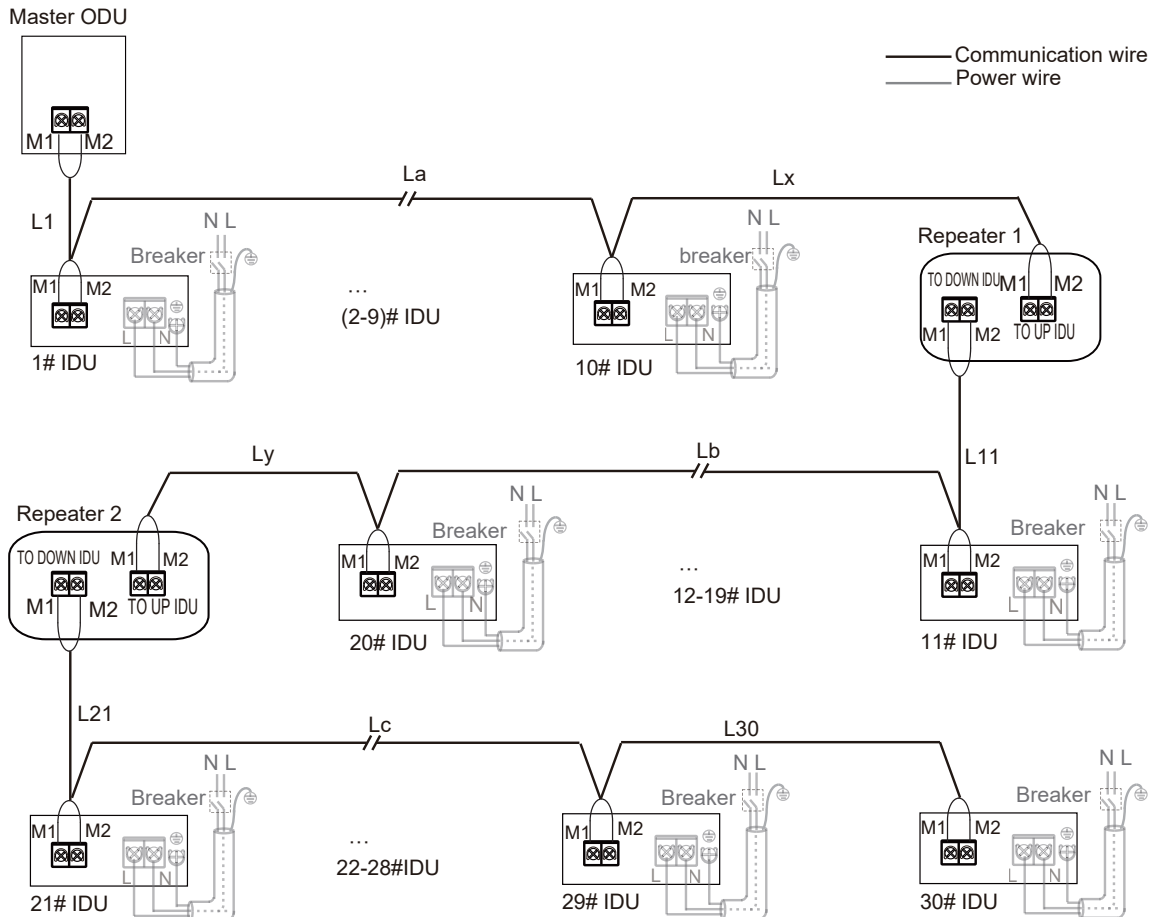 Master ODU
Communication wire
Power wire
M1 M2
La
Lx
L1
N L
N L
Repeater 1
Breaker
breaker
TO DOWN IDU
M1 M2
M1 M2
M1 M2
...
(2-9)# IDU
L N
L N
M1 M2
TO UP IDU
1# IDU
10# IDU
Ly
Lb
L11
N L
N L
Repeater 2
Breaker
Breaker
TO DOWN IDU
M1 M2
M1 M2
M1 M2
...
12-19# IDU
M1 M2
TO UP IDU
L N
L N
20# IDU
11# IDU
L21
Lc
L30
N L
N L
N L
Breaker
Breaker
Breaker
M1 M2
M1 M2
M1 M2
...
22-28#IDU
L N
L N
L N
21# IDU
29# IDU
30# IDU